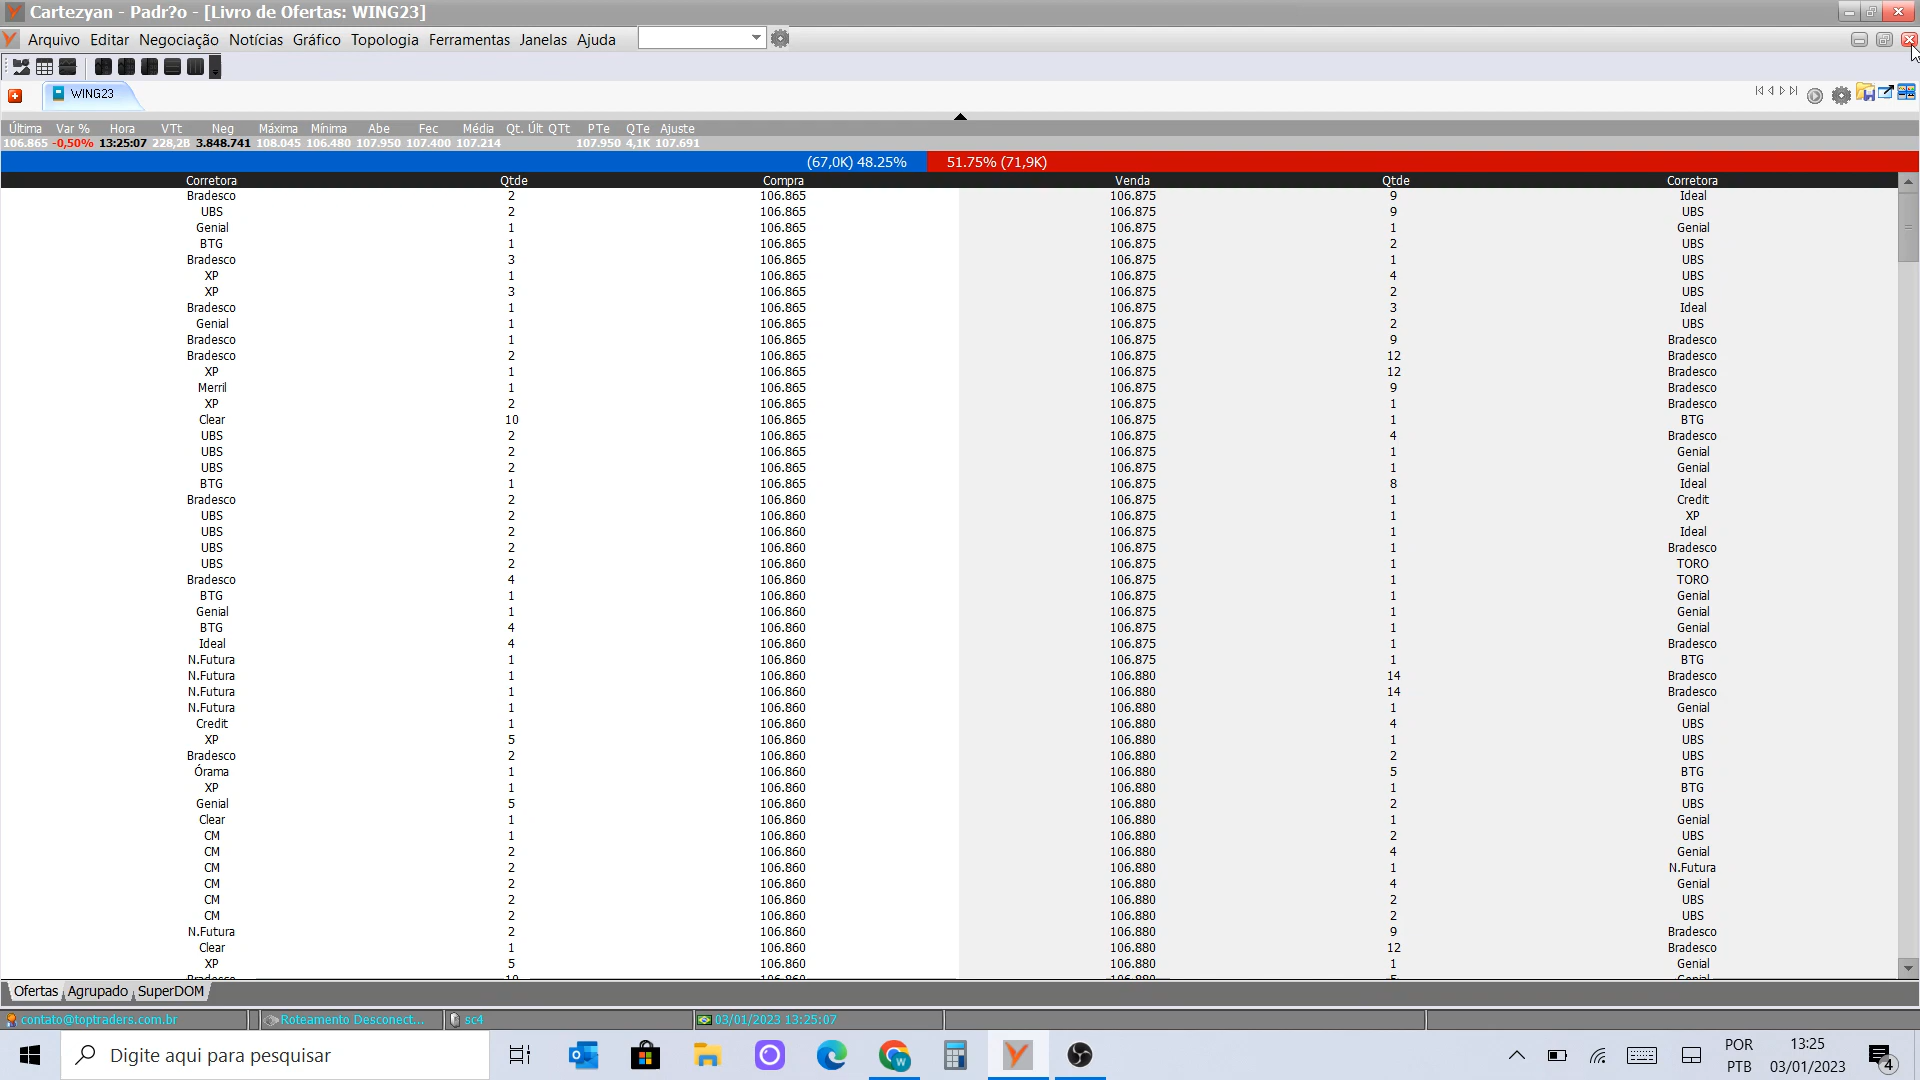 Cartezyan - Padr?o - [Livro de Ofertas: WING23]
Arquivo Editar Negociação Notícias Gráfico Topologia Ferramentas Janelas Ajuda
WING23
Última Var % Hora VTt Neg Máxima Mínima Abe Fec Média Qt. Últ QTt PTe QTe Ajuste
106.865 -0,50% 13:25:07 228,2B 3.848.741 108.045 106.480 107.950 107.400 107.214 107.950 4,1K 107.691
(67,0K) 48.25% 51.75% (71,9K)
Corretora Qtde Compra Venda Qtde Corretora
Bradesco 2 106.865 106.875 9 Ideal
UBS 2 106.865 106.875 9 UBS
Genial 1 106.865 106.875 1 Genial
BTG 1 106.865 106.875 2 UBS
Bradesco 3 106.865 106.875 1 UBS
XP 1 106.865 106.875 4 UBS
XP 3 106.865 106.875 2 UBS
Bradesco 1 106.865 106.875 3 Ideal
Genial 1 106.865 106.875 2 UBS
Bradesco 1 106.865 106.875 9 Bradesco
Bradesco 2 106.865 106.875 12 Bradesco
XP 1 106.865 106.875 12 Bradesco
Merril 1 106.865 106.875 9 Bradesco
XP 2 106.865 106.875 1 Bradesco
Clear 10 106.865 106.875 1 BTG
UBS 2 106.865 106.875 4 Bradesco
UBS 2 106.865 106.875 1 Genial
UBS 2 106.865 106.875 1 Genial
BTG 1 106.865 106.875 8 Ideal
Bradesco 2 106.860 106.875 1 Credit
UBS 2 106.860 106.875 1 XP
UBS 2 106.860 106.875 1 Ideal
UBS 2 106.860 106.875 1 Bradesco
UBS 2 106.860 106.875 1 TORO
Bradesco 4 106.860 106.875 1 TORO
BTG 1 106.860 106.875 1 Genial
Genial 1 106.860 106.875 1 Genial
BTG 4 106.860 106.875 1 Genial
Ideal 4 106.860 106.875 1 Bradesco
N.Futura 1 106.860 106.875 1 BTG
N.Futura 1 106.860 106.880 14 Bradesco
N.Futura 1 106.860 106.880 14 Bradesco
N.Futura 1 106.860 106.880 1 Genial
Credit 1 106.860 106.880 4 UBS
XP 5 106.860 106.880 1 UBS
Bradesco 2 106.860 106.880 2 UBS
Órama 1 106.860 106.880 5 BTG
XP 1 106.860 106.880 1 BTG
Genial 5 106.860 106.880 2 UBS
Clear 1 106.860 106.880 1 Genial
CM 1 106.860 106.880 2 UBS
CM 2 106.860 106.880 4 Genial
CM 2 106.860 106.880 1 N.Futura
CM 2 106.860 106.880 4 Genial
CM 2 106.860 106.880 2 UBS
CM 2 106.860 106.880 2 UBS
N.Futura 2 106.860 106.880 9 Bradesco
Clear 1 106.860 106.880 12 Bradesco
XP 5 106.860 106.880 1 Genial
Bradesco 10 106.860 106.880 5 Genial
Ofertas Agrupado SuperDOM
contato@toptraders.com.br Roteamento Desconect... sc4 03/01/2023 13:25:07
Digite aqui para pesquisar
POR 13:25
PTB 03/01/2023 4